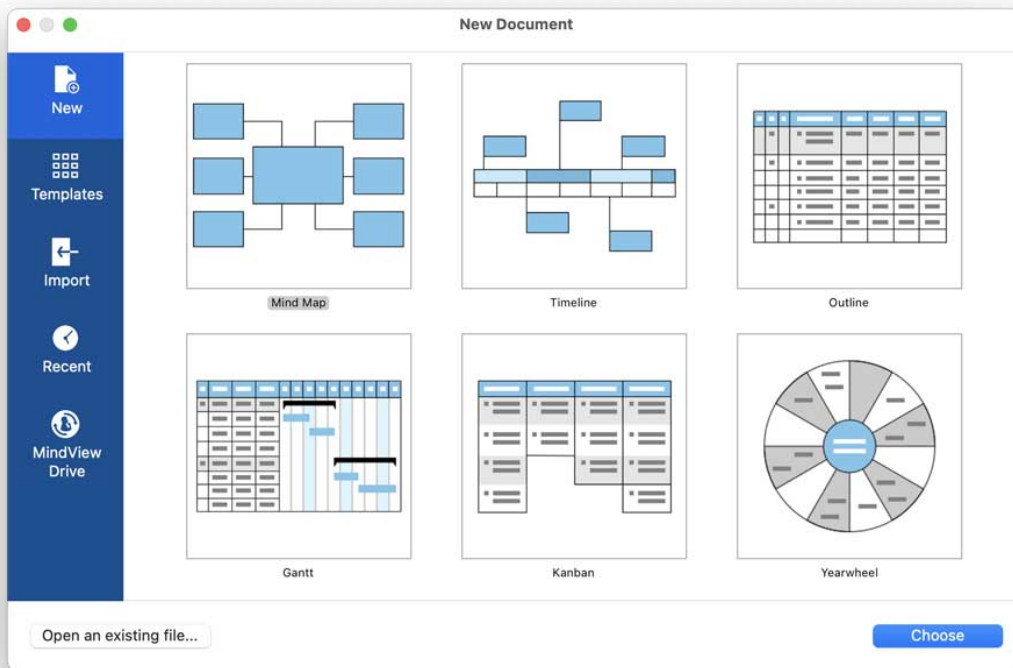 New Document
New
Templates
Import
Recent
MindView
Drive
Mind Map
Timeline
Outline
Gantt
Kanban
Yearwheel
Open an existing file...
Choose